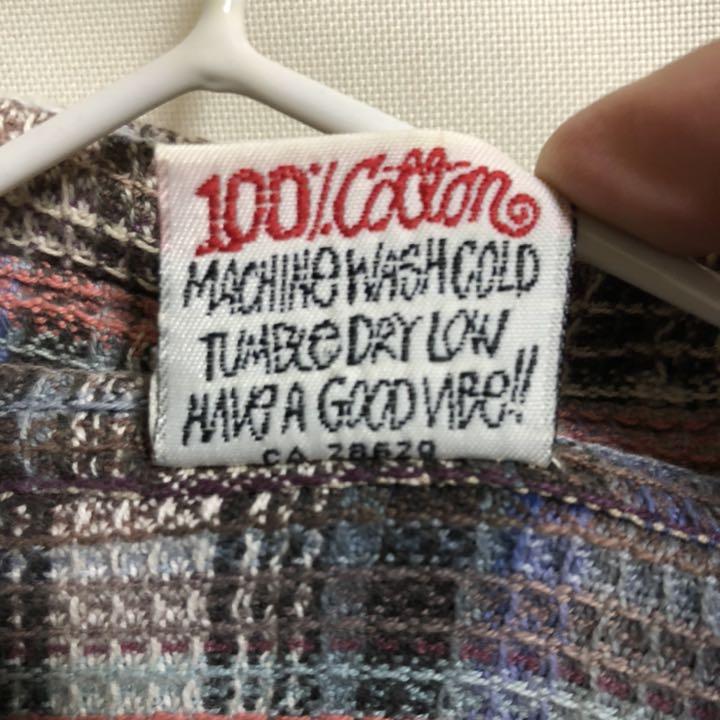 100% Cotton
MACHINE WASH COLD
TUMBLE DRY LOW
HAVE A GOOD VIBE!!
CA 28620